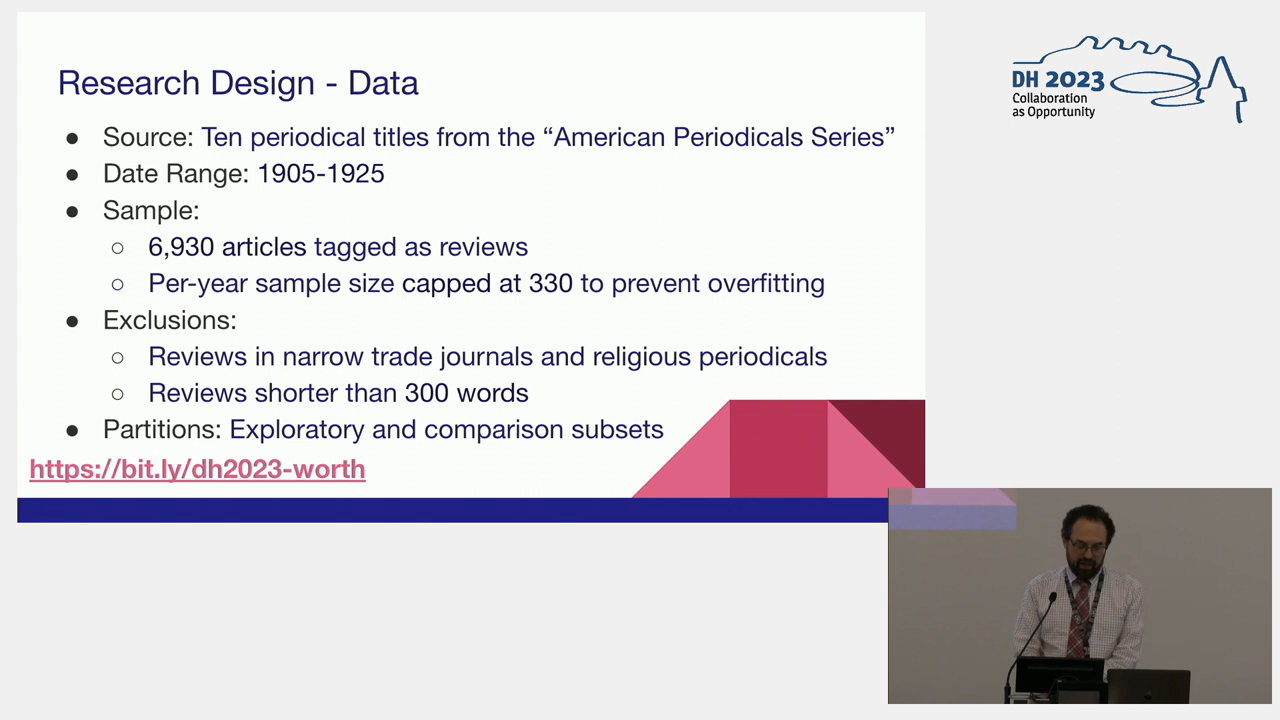 Research Design - Data
● Source: Ten periodical titles from the “American Periodicals Series”
● Date Range: 1905-1925
● Sample:
○ 6,930 articles tagged as reviews
○ Per-year sample size capped at 330 to prevent overfitting
● Exclusions:
○ Reviews in narrow trade journals and religious periodicals
○ Reviews shorter than 300 words
● Partitions: Exploratory and comparison subsets
https://bit.ly/dh2023-worth
DH 2023
Collaboration
as Opportunity